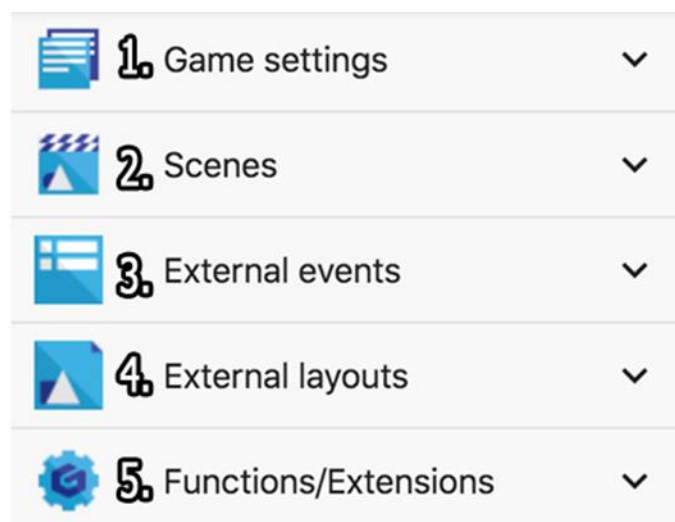 1. Game settings
2. Scenes
3. External events
4. External layouts
5. Functions/Extensions